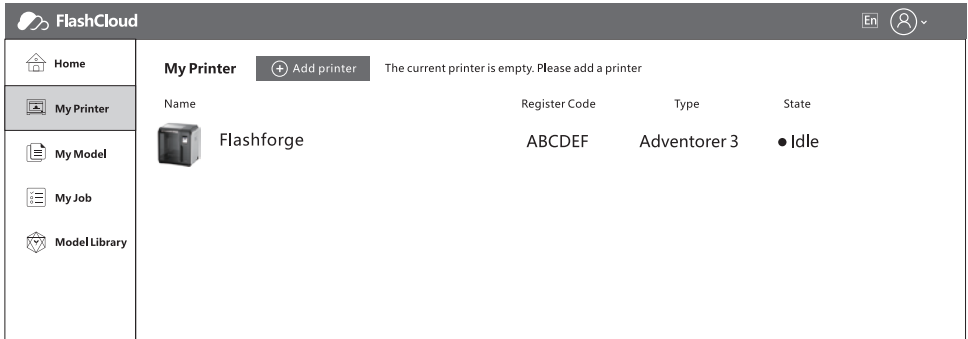 FlashCloud
En
Home
My Printer
My Model
My Job
Model Library
My Printer
Add printer
The current printer is empty. Please add a printer
Name Register Code Type State
Flashforge ABCDEF Adventorer 3 Idle